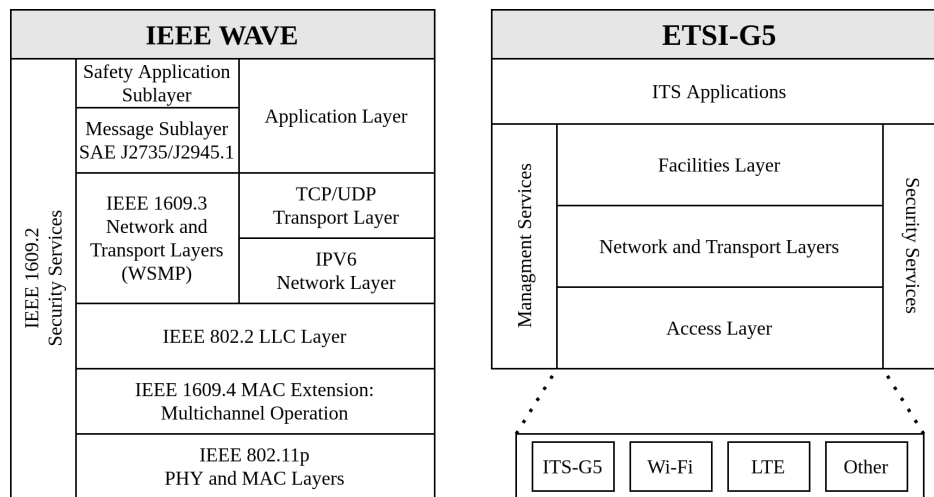 IEEE WAVE
IEEE 1609.2
Security Services
Safety Application
Sublayer
Message Sublayer
SAE J2735/J2945.1
Application Layer
IEEE 1609.3
Network and
Transport Layers
(WSMP)
TCP/UDP
Transport Layer
IPV6
Network Layer
IEEE 802.2 LLC Layer
IEEE 1609.4 MAC Extension:
Multichannel Operation
IEEE 802.11p
PHY and MAC Layers
ETSI-G5
ITS Applications
Managment Services
Facilities Layer
Network and Transport Layers
Access Layer
Security Services
ITS-G5
Wi-Fi
LTE
Other